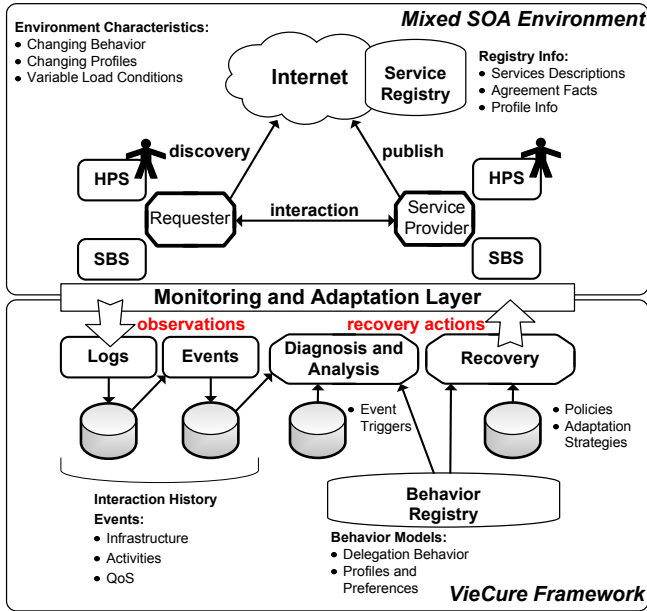 Mixed SOA Environment
Environment Characteristics:
• Changing Behavior
• Changing Profiles
• Variable Load Conditions
Internet
Service
Registry
Registry Info:
• Services Descriptions
• Agreement Facts
• Profile Info
discovery
publish
HPS
HPS
Requester
interaction
Service
Provider
SBS
SBS
Monitoring and Adaptation Layer
observations
recovery actions
Logs
Events
Diagnosis and
Analysis
Recovery
• Event
Triggers
• Policies
• Adaptation
Strategies
Interaction History
Events:
• Infrastructure
• Activities
• QoS
Behavior
Registry
Behavior Models:
• Delegation Behavior
• Profiles and
Preferences
VieCure Framework